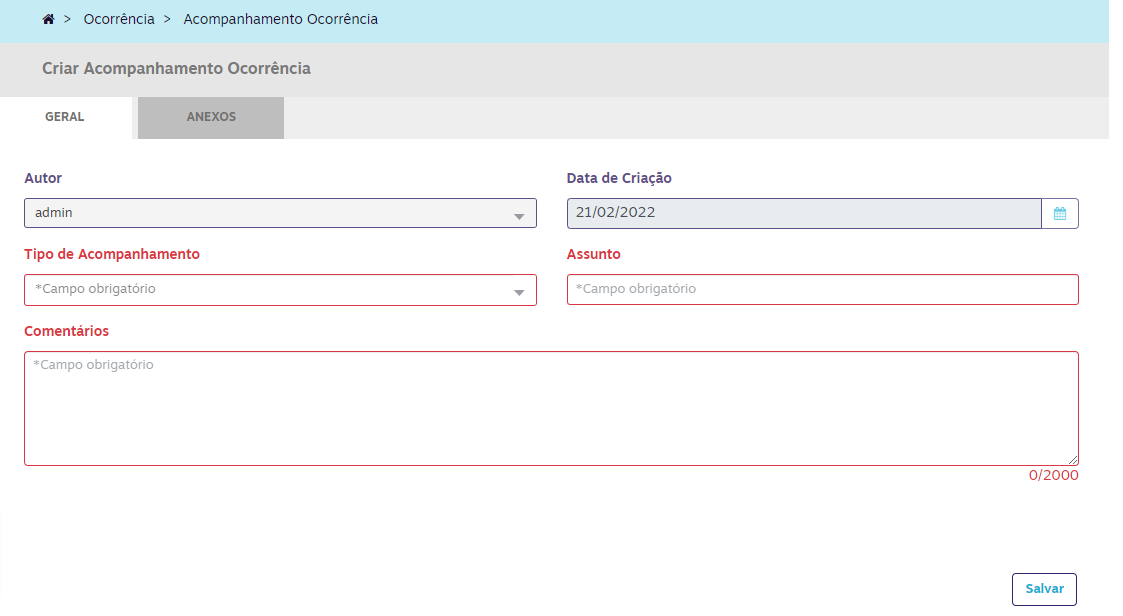 > Ocorrência > Acompanhamento Ocorrência
Criar Acompanhamento Ocorrência
GERAL ANEXOS
Autor Data de Criação
admin 21/02/2022
Tipo de Acompanhamento Assunto
*Campo obrigatório *Campo obrigatório
Comentários
*Campo obrigatório
0/2000
Salvar